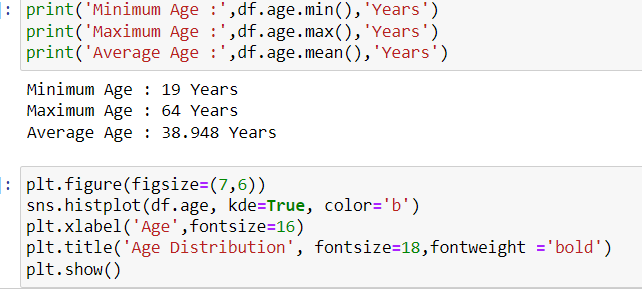 ]: print('Minimum Age :',df.age.min(),'Years')
print('Maximum Age :',df.age.max(),'Years')
print('Average Age :',df.age.mean(),'Years')
Minimum Age : 19 Years
Maximum Age : 64 Years
Average Age : 38.948 Years
]: plt.figure(figsize=(7,6))
sns.histplot(df.age, kde=True, color='b')
plt.xlabel('Age',fontsize=16)
plt.title('Age Distribution', fontsize=18,fontweight ='bold')
plt.show()